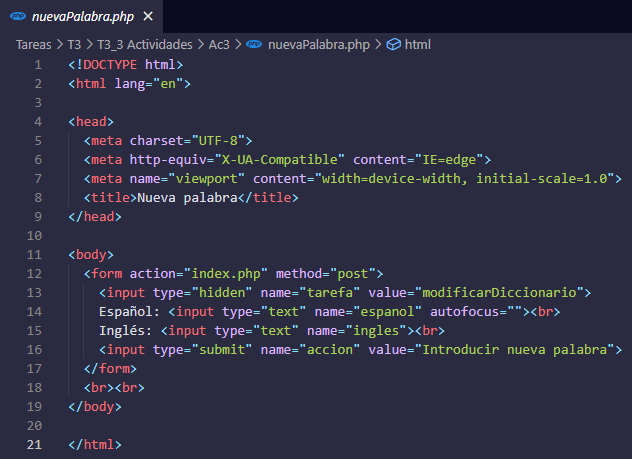 nuevaPalabra.php ×
Tareas > T3 > T3_3 Actividades > Ac3 > nuevaPalabra.php > html
1 <!DOCTYPE html>
2 <html lang="en">
3
4 <head>
5 <meta charset="UTF-8">
6 <meta http-equiv="X-UA-Compatible" content="IE=edge">
7 <meta name="viewport" content="width=device-width, initial-scale=1.0">
8 <title>Nueva palabra</title>
9 </head>
10
11 <body>
12 <form action="index.php" method="post">
13 <input type="hidden" name="tarefa" value="modificarDiccionario">
14 Español: <input type="text" name="espanol" autofocus=""><br>
15 Inglés: <input type="text" name="ingles"><br>
16 <input type="submit" name="accion" value="Introducir nueva palabra">
17 </form>
18 <br><br>
19 </body>
20
21 </html>